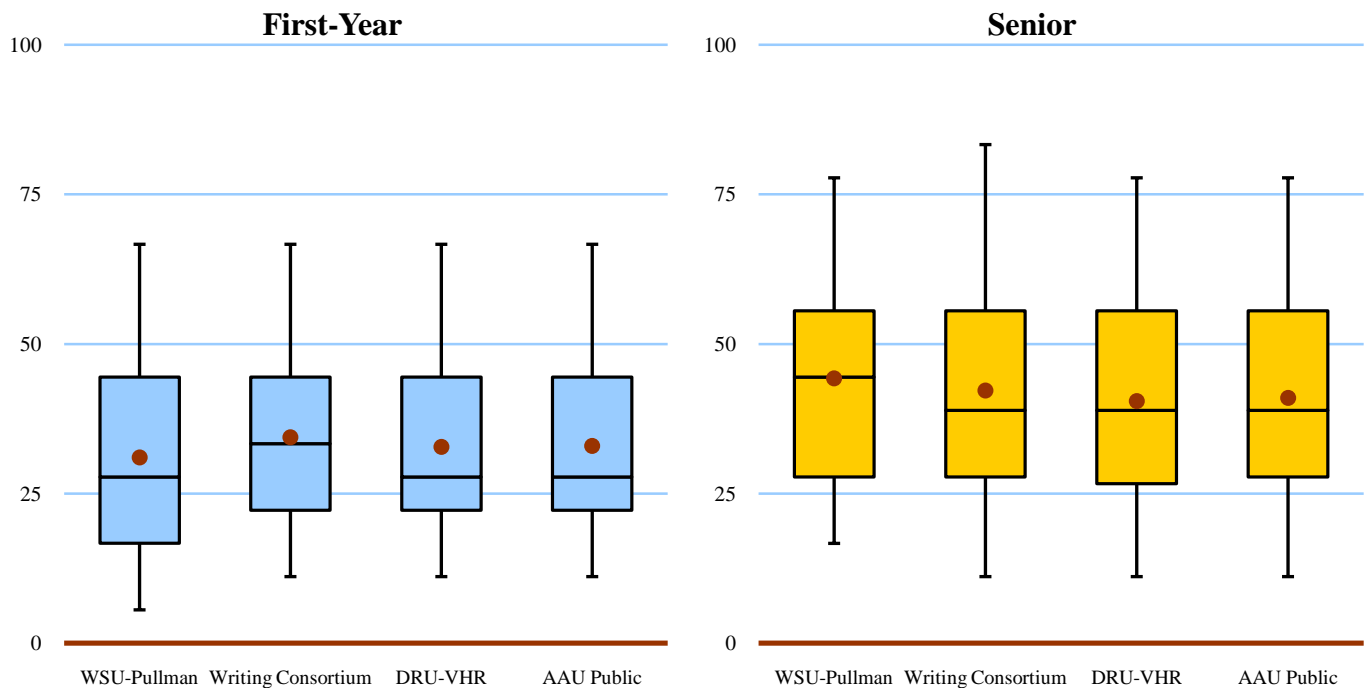 First-Year
100
75
50
25
0
WSU-Pullman Writing Consortium DRU-VHR AAU Public
Senior
100
75
50
25
0
WSU-Pullman Writing Consortium DRU-VHR AAU Public